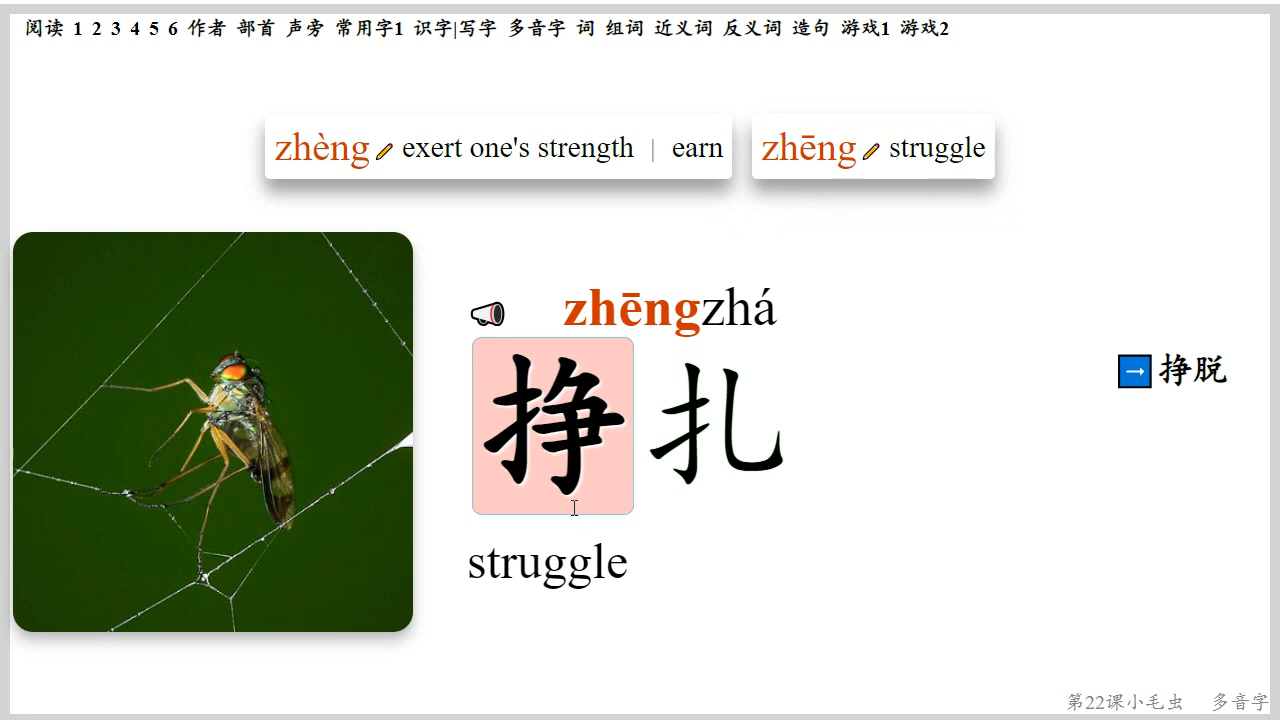 阅读 1 2 3 4 5 6 作者 部首 声旁 常用字1 识字|写字 多音字 词 组词 近义词 反义词 造句 游戏1 游戏2
zhèng exert one's strength | earn zhēng struggle
zhēngzhá
挣扎
→ 挣脱
struggle
第22课小毛虫 多音字